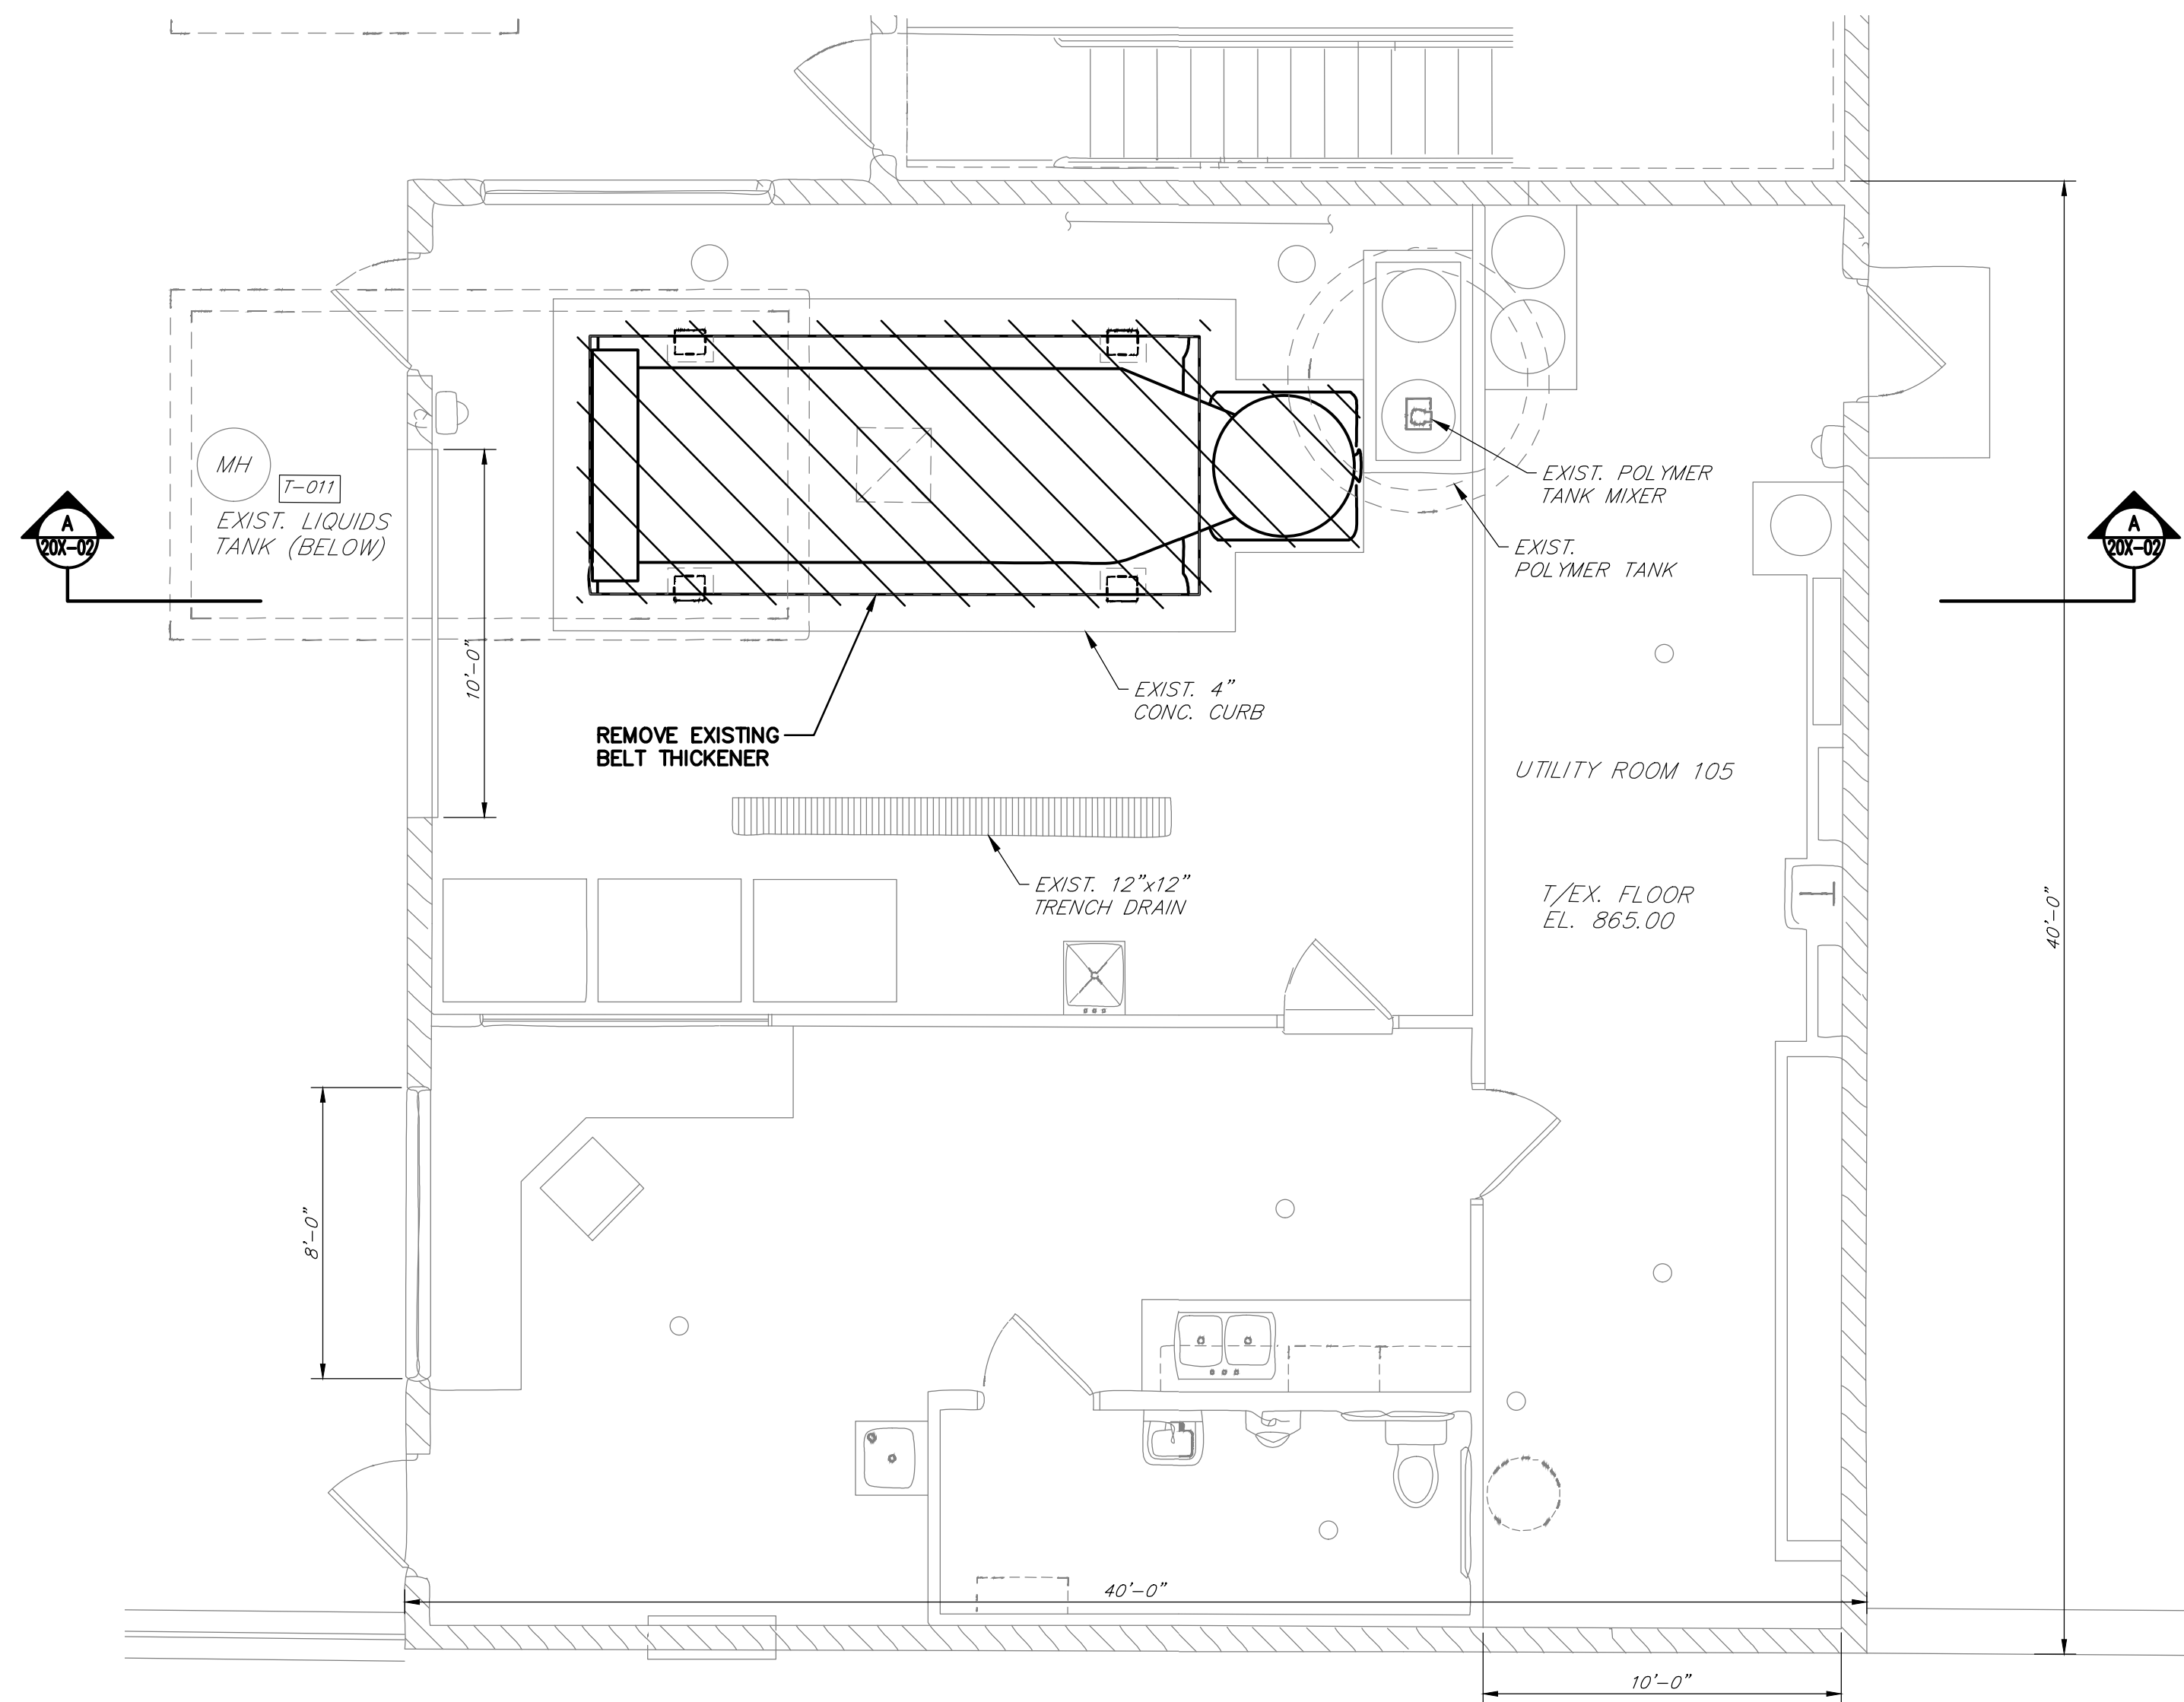 MH
T-011
EXIST. LIQUIDS
TANK (BELOW)
A
20X-02
EXIST. POLYMER
TANK MIXER
EXIST.
POLYMER TANK
A
20X-02
10'-0"
EXIST. 4"
CONC. CURB
REMOVE EXISTING
BELT THICKENER
UTILITY ROOM 105
EXIST. 12"x12"
TRENCH DRAIN
T/EX. FLOOR
EL. 865.00
40'-0"
8'-0"
40'-0"
10'-0"